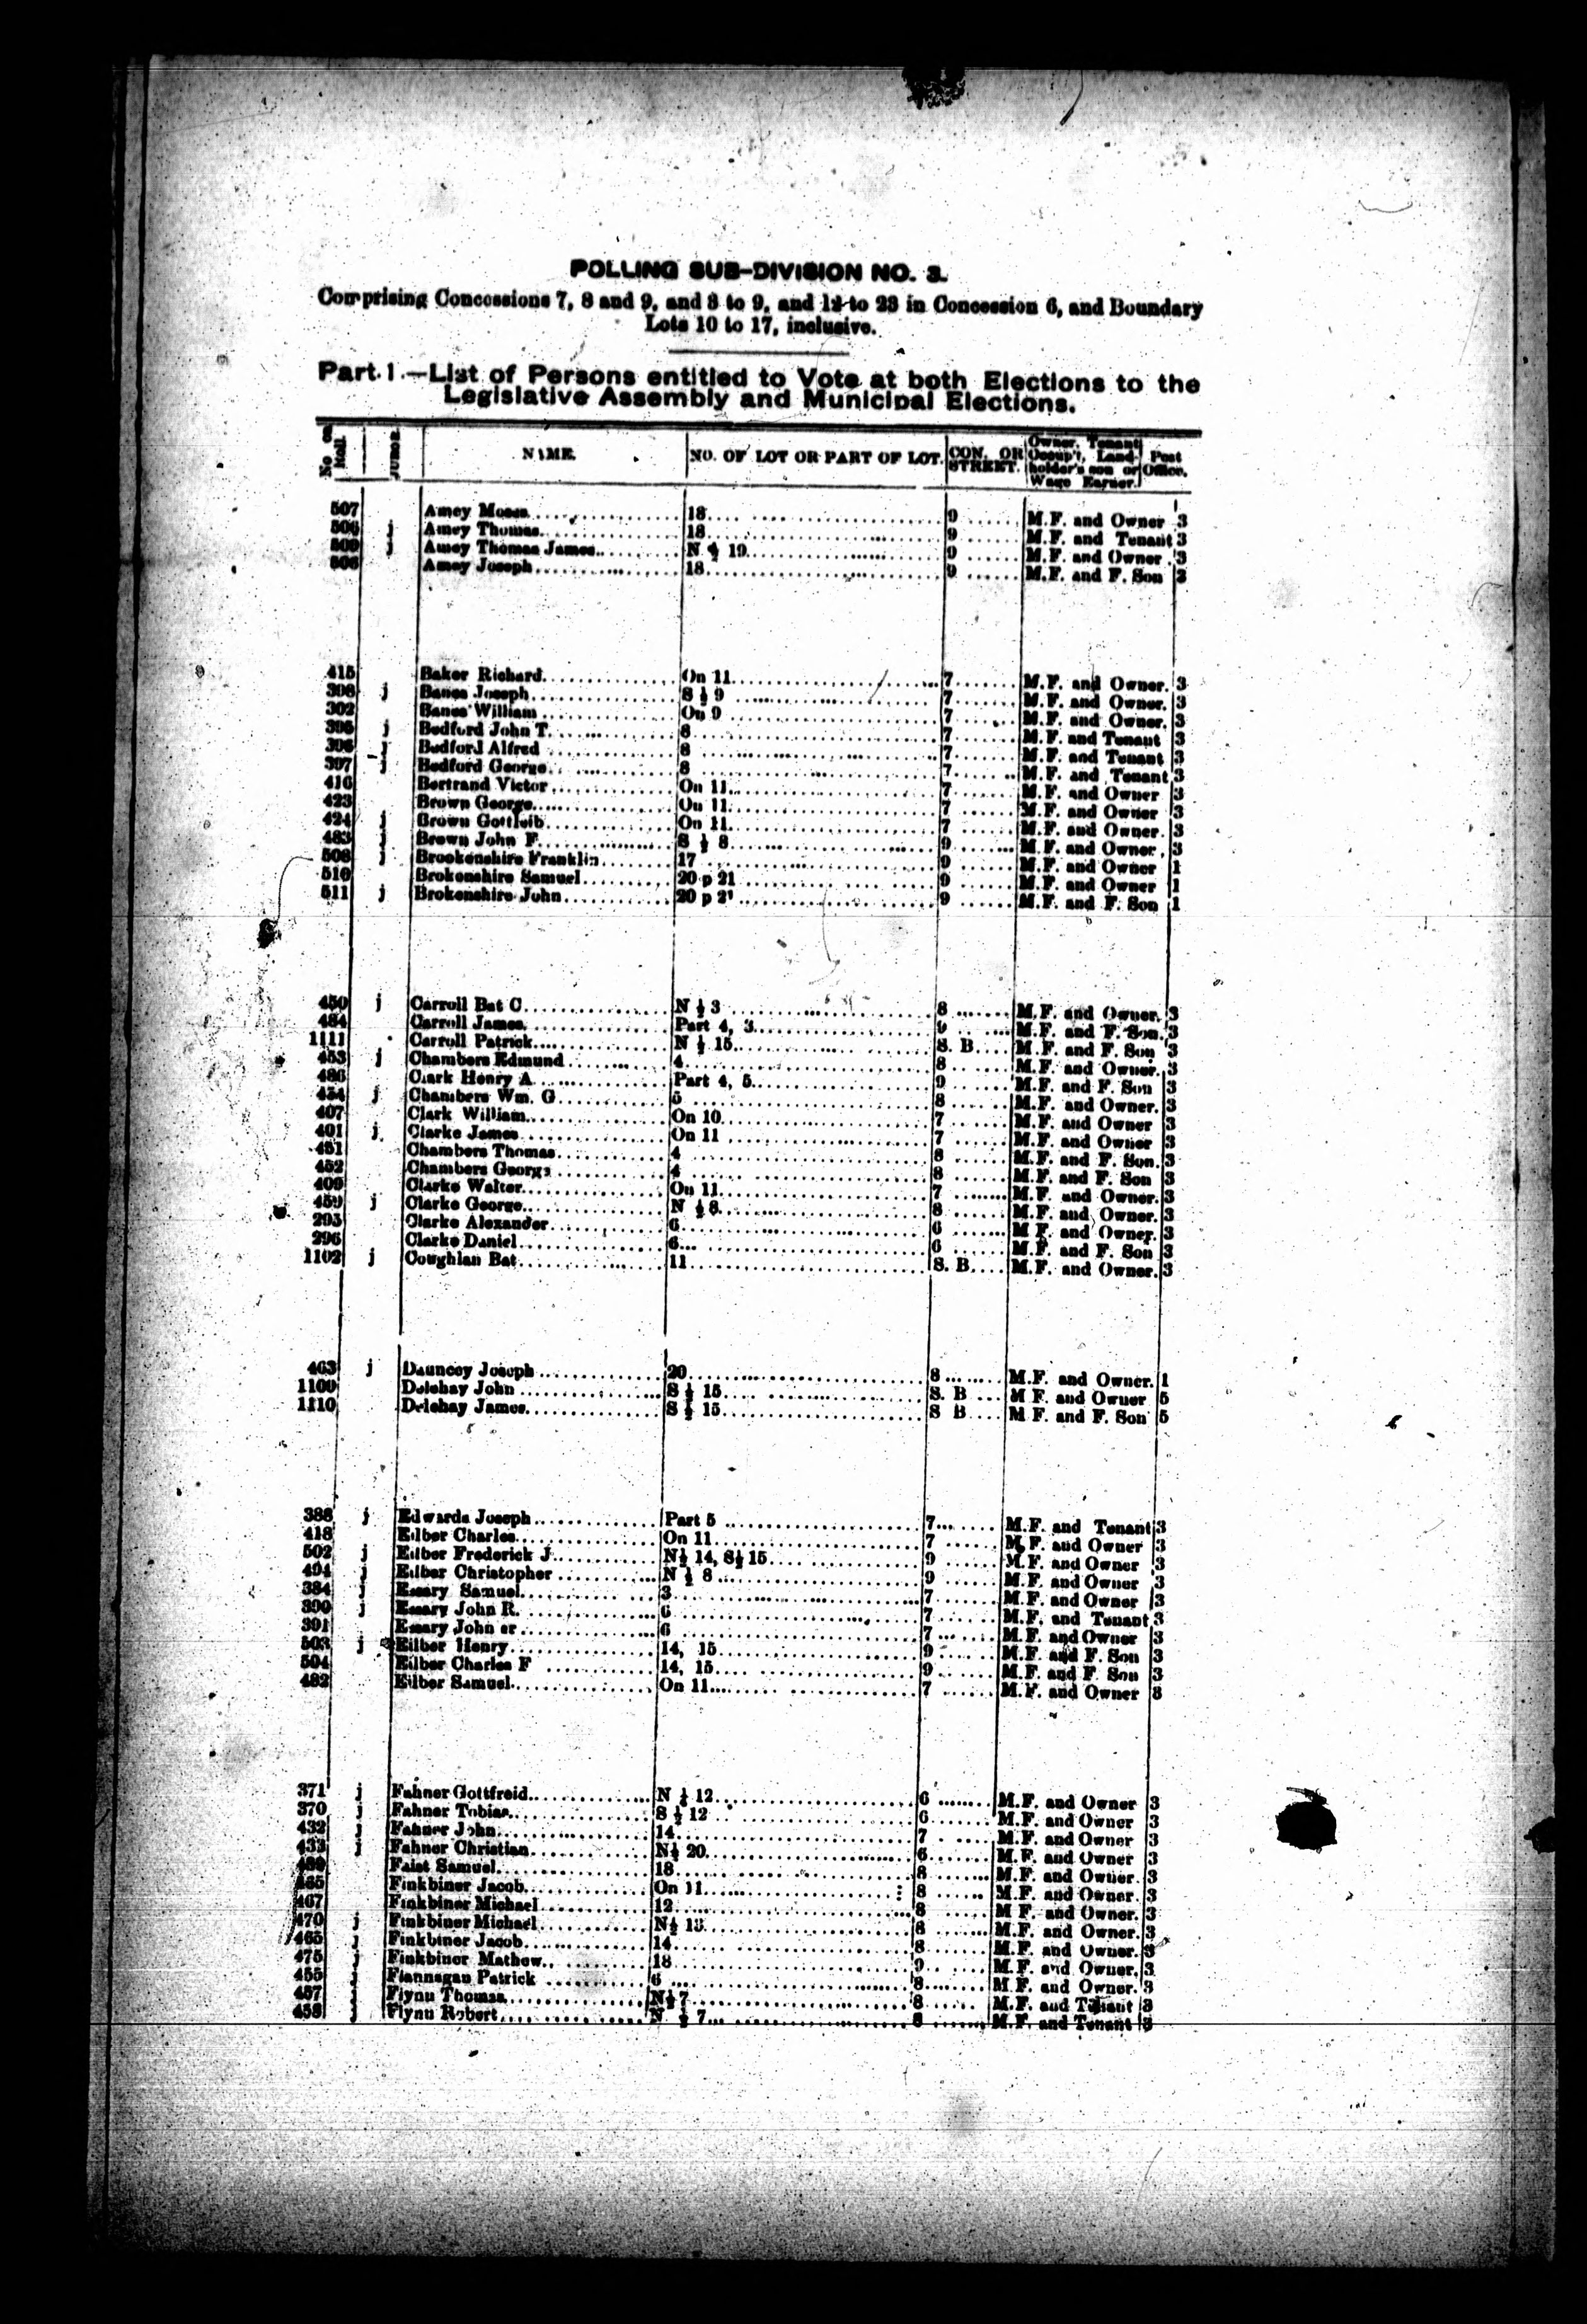 POLLING SUB-DIVISION NO. 3.
Comprising Concessions 7, 8 and 9, and 3 to 9, and 12 to 23 in Concession 6, and Boundary
Lots 10 to 17, inclusive.
Part 1.—List of Persons entitled to Vote at both Elections to the
Legislative Assembly and Municipal Elections.
No on Roll. JUROR. NAME. NO. OF LOT OR PART OF LOT. CON. OR STREET. Owner, Tenant Occup't, Land-holder's son or Wage Earner. Post Office.
507 Amey Moses 18 9 M.F. and Owner 3
506 j Amey Thomas 18 9 M.F. and Tenant 3
509 j Amey Thomas James N ½ 19 9 M.F. and Owner 3
Amey Joseph 18 9 M.F. and F. Son 3
415 Baker Richard On 11 7 M.F. and Owner. 3
398 j Banes Joseph S ½ 9 7 M.F. and Owner. 3
302 Banes William On 9 7 M.F. and Owner. 3
395 j Bedford John T. 8 7 M.F. and Tenant 3
396 j Bedford Alfred 8 7 M.F. and Tenant 3
397 j Bedford George 8 7 M.F. and Tenant 3
416 Bertrand Victor On 11 7 M.F. and Owner 3
423 Brown George On 11 7 M.F. and Owner 3
424 j Brown Gottleib On 11 7 M.F. and Owner. 3
483 j Brown John F. S ½ 8 9 M.F. and Owner 3
508 j Brookenshire Franklin 17 9 M.F. and Owner 1
510 Brokenshire Samuel 20 p 21 9 M.F. and Owner 1
511 j Brokenshire John 20 p 21 9 M.F. and F. Son 1
450 j Carroll Bat C N ½ 3 8 M.F. and Owner. 3
484 Carroll James Part 4, 3 9 M.F. and F. Son. 3
1111 Carroll Patrick N ½ 15 S. B M.F. and F. Son 3
453 j Chambers Edmund 4 8 M.F. and Owner. 3
486 Clark Henry A Part 4, 5 9 M.F. and F. Son 3
454 j Chambers Wm. G 5 8 M.F. and Owner. 3
407 Clark William On 10 7 M.F. and Owner 3
401 j Clarke James On 11 7 M.F. and Owner 3
451 Chambers Thomas 4 8 M.F. and F. Son. 3
452 Chambers George 4 8 M.F. and F. Son 3
409 Clarke Walter On 11 7 M.F. and Owner. 3
459 j Clarke George N ½ 8 8 M.F. and Owner. 3
295 Clarke Alexander 6 6 M.F. and Owner. 3
296 Clarke Daniel 6 6 M.F. and F. Son 3
1102 j Coughlan Bat 11 S. B M.F. and Owner. 3
463 j Dauncey Joseph 20 8 M.F. and Owner. 1
1109 Delehay John S ½ 15 S. B M F. and Owner 5
1110 Delehay James S ½ 15 S B M F. and F. Son 5
388 j Edwards Joseph Part 5 7 M.F. and Tenant 3
418 Eilber Charles On 11 7 M.F. and Owner 3
502 j Eilber Frederick J N½ 14, S½ 15 9 M.F. and Owner 3
494 j Eilber Christopher N ½ 8 9 M.F. and Owner 3
384 j Essary Samuel 3 7 M.F. and Owner 3
390 j Essary John R. 6 7 M.F. and Tenant 3
391 Essary John sr 6 7 M.F. and Owner 3
503 j Eilber Henry 14, 15 9 M.F. and F. Son 3
504 Eilber Charles F 14, 15 9 M.F. and F Son 3
482 Eilber Samuel On 11 7 M.F. and Owner 3
371 j Fahner Gottfreid N ½ 12 6 M.F. and Owner 3
370 j Fahner Tobias S ½ 12 6 M.F. and Owner 3
432 j Fahner John 14 7 M.F. and Owner 3
433 j Fahner Christian N½ 20 6 M.F. and Owner 3
Faist Samuel 18 8 M.F. and Owner. 3
Finkbiner Jacob On 11 8 M.F. and Owner. 3
467 Finkbiner Michael 12 8 M F. and Owner. 3
470 j Finkbiner Michael N½ 13 8 M.F. and Owner. 3
465 j Finkbiner Jacob 14 8 M.F. and Owner. 3
475 j Finkbiner Mathew 18 9 M.F. and Owner. 3
455 j Flannagan Patrick 6 8 M.F. and Owner. 3
457 j Flynn Thomas N½ 7 8 M.F. and Tenant 3
458 j Flynn Robert N ½ 7 8 M.F. and Tenant 3